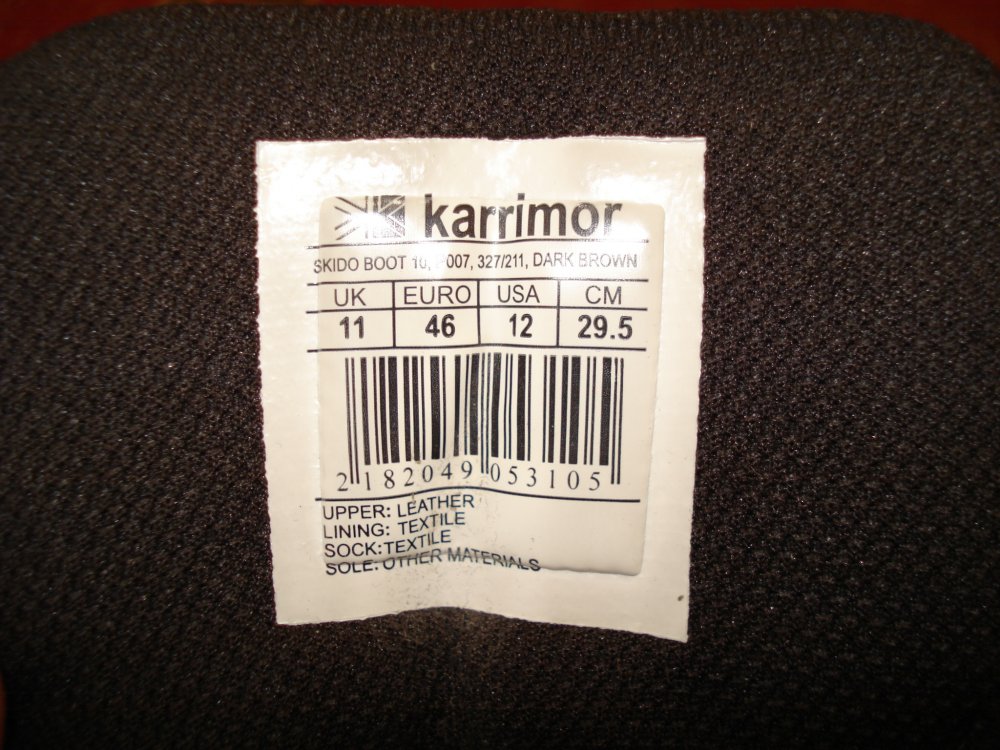 karrimor
SKIDO BOOT 10, 007, 327/211, DARK BROWN
UK EURO USA CM
11 46 12 29.5
2 182049 053105
UPPER: LEATHER
LINING: TEXTILE
SOCK:TEXTILE
SOLE: OTHER MATERIALS